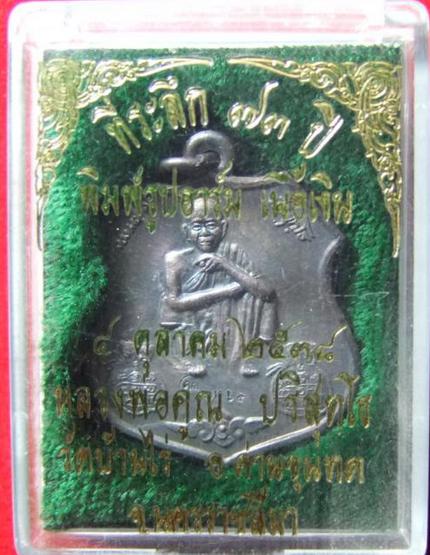 ที่ระลึก ๗๓ ปี
พิมพ์รูปอาร์ม เนื้อเงิน
๔ ตุลาคม ๒๕๓๘
หลวงพ่อคูณ ปริสุทโธ
วัดบ้านไร่ อ.ด่านขุนทด
จ.นครราชสีมา